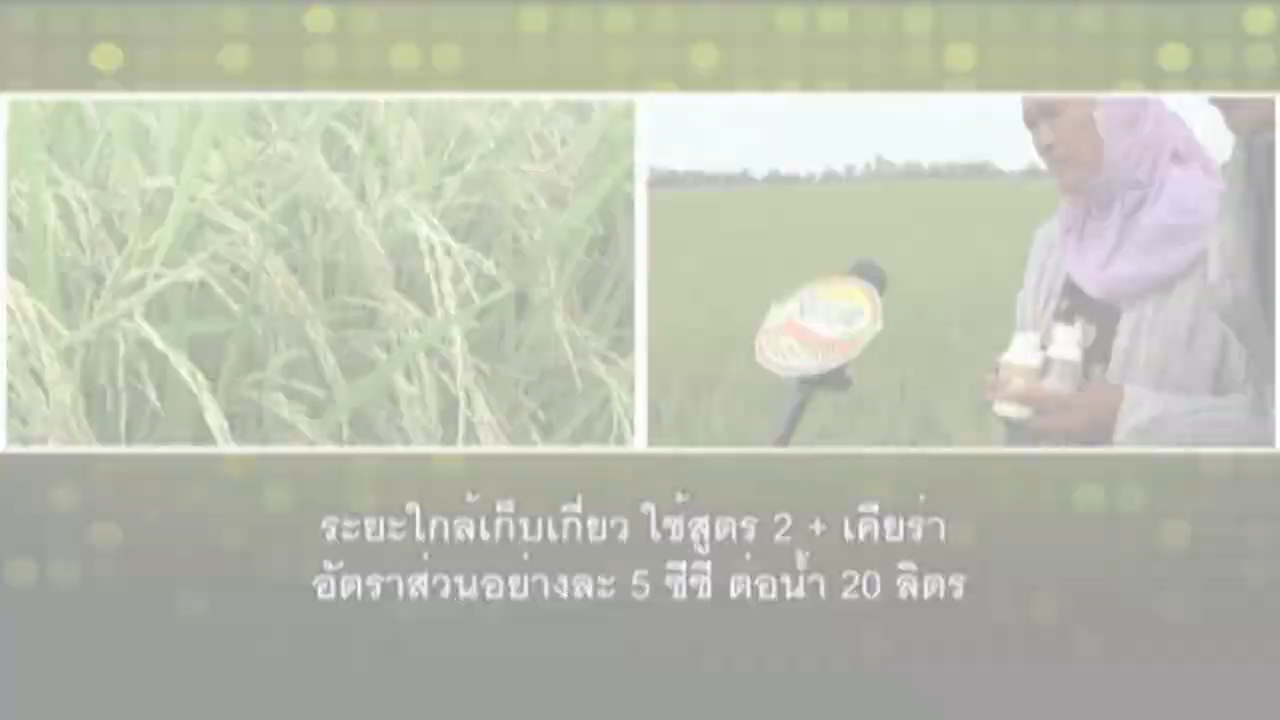 ระยะใกล้เก็บเกี่ยว ใช้สูตร 2 + เคียร่า
อัตราส่วนอย่างละ 5 ซีซี ต่อน้ำ 20 ลิตร